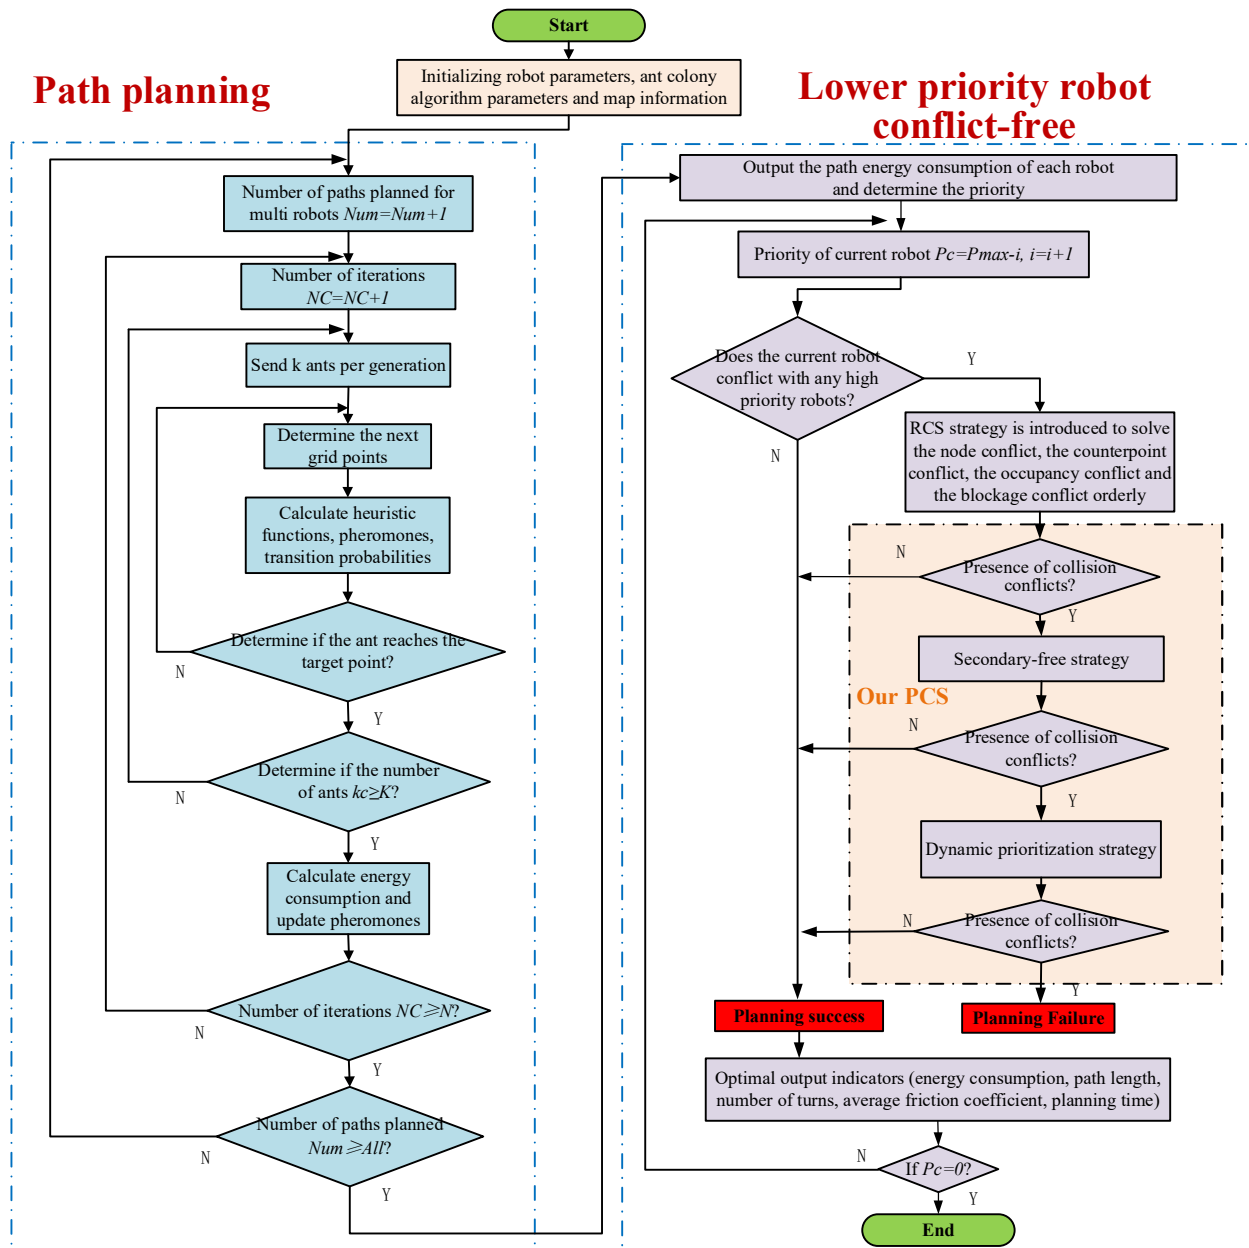 Start
Initializing robot parameters, ant colony
algorithm parameters and map information
Path planning
Number of paths planned for
multi robots Num=Num+1
Number of iterations
NC=NC+1
Send k ants per generation
Determine the next
grid points
Calculate heuristic
functions, pheromones,
transition probabilities
Determine if the ant reaches the
target point?
N
Y
Determine if the number
of ants kc≥K?
N
Y
Calculate energy
consumption and
update pheromones
Number of iterations NC≥N?
N
Y
Number of paths planned
Num≥All?
N
Y
Lower priority robot
conflict-free
Output the path energy consumption of each robot
and determine the priority
Priority of current robot Pc=Pmax-i, i=i+1
Does the current robot
conflict with any high
priority robots?
Y
N
RCS strategy is introduced to solve
the node conflict, the counterpoint
conflict, the occupancy conflict and
the blockage conflict orderly
Presence of collision
conflicts?
N
Y
Secondary-free strategy
Our PCS
Presence of collision
conflicts?
N
Y
Dynamic prioritization strategy
Presence of collision
conflicts?
N
Y
Planning success
Planning Failure
Optimal output indicators (energy consumption, path length,
number of turns, average friction coefficient, planning time)
If Pc=0?
N
Y
End